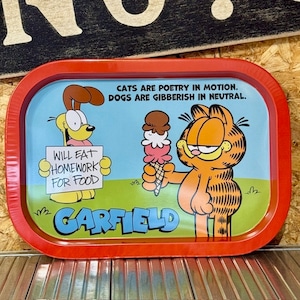 CATS ARE POETRY IN MOTION.
DOGS ARE GIBBERISH IN NEUTRAL.
WILL EAT
HOMEWORK
FOR FOOD
GARFIELD